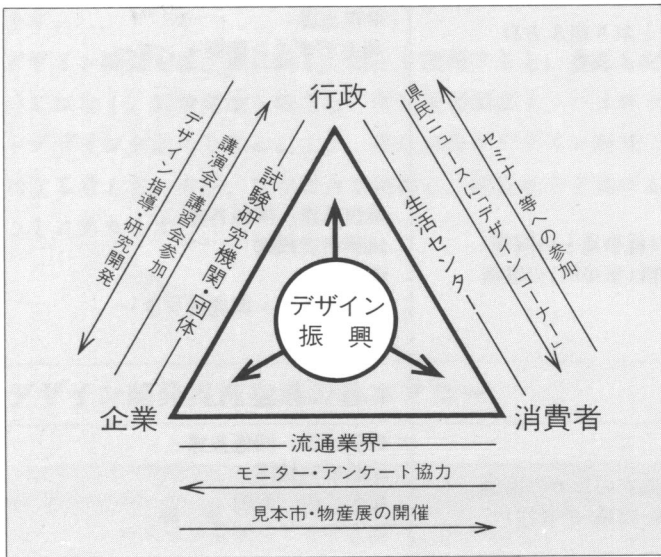 行政
デザイン指導・研究開発
講演会・講習会参加
試験研究機関・団体
生活センター
県民ニュースに「デザインコーナー」
ミナー等への参加
デザイン
振 興
企業
消費者
流通業界
モニター・アンケート協力
見本市・物産展の開催